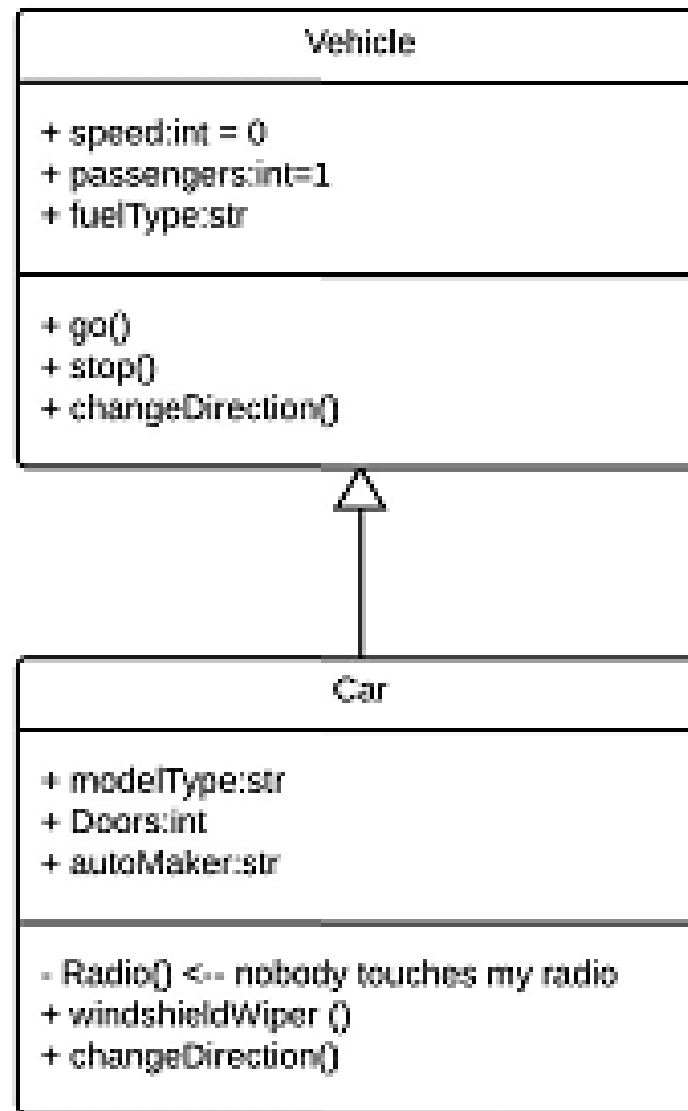 Vehicle
+ speed:int = 0
+ passengers:int=1
+ fuelType:str
+ go()
+ stop()
+ changeDirection()
Car
+ modelType:str
+ Doors:int
+ autoMaker:str
- Radio() <-- nobody touches my radio
+ windshieldWiper ()
+ changeDirection()